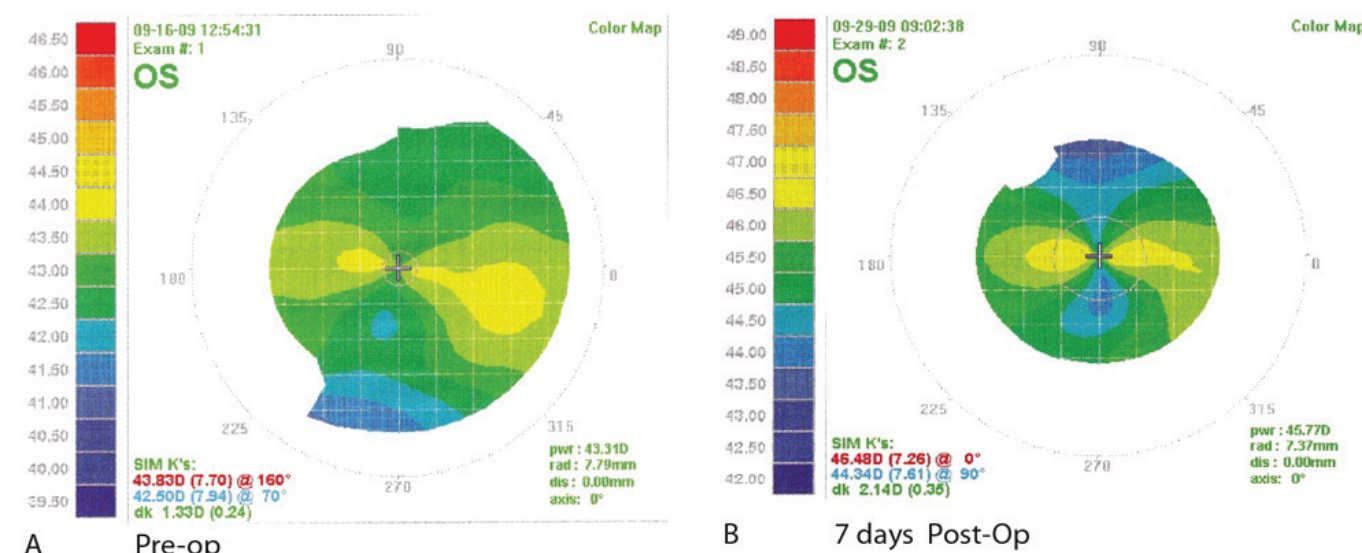 09-16-09 12:54:31
Exam #: 1
OS
Color Map
46.50
46.00
45.50
45.00
44.50
44.00
43.50
43.00
42.50
42.00
41.50
41.00
40.50
40.00
39.50
90
135
45
180
0
225
315
270
SIM K's:
43.83D (7.70) @ 160°
42.50D (7.94) @ 70°
dk 1.33D (0.24)
pwr : 43.31D
rad : 7.79mm
dis : 0.00mm
axis: 0°
A Pre-op
09-29-09 09:02:38
Exam #: 2
OS
Color Map
49.00
48.50
48.00
47.50
47.00
46.50
46.00
45.50
45.00
44.50
44.00
43.50
43.00
42.50
42.00
90
135
45
180
0
225
315
270
SIM K's:
46.48D (7.26) @ 0°
44.34D (7.61) @ 90°
dk 2.14D (0.35)
pwr : 45.77D
rad : 7.37mm
dis : 0.00mm
axis: 0°
B 7 days Post-Op